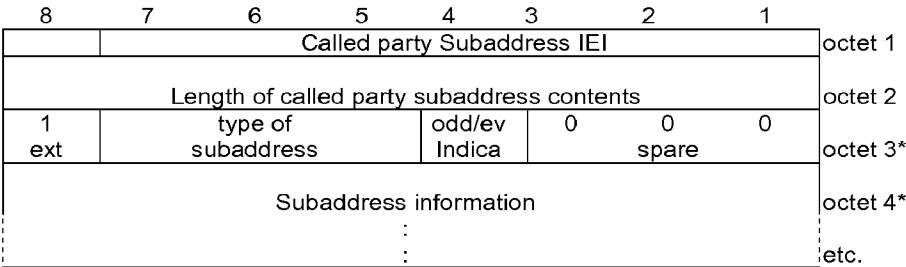 8 7 6 5 4 3 2 1
Called party Subaddress IEI octet 1
Length of called party subaddress contents octet 2
1 type of odd/ev 0 0 0
ext subaddress Indica spare octet 3*
Subaddress information octet 4*
:
: etc.